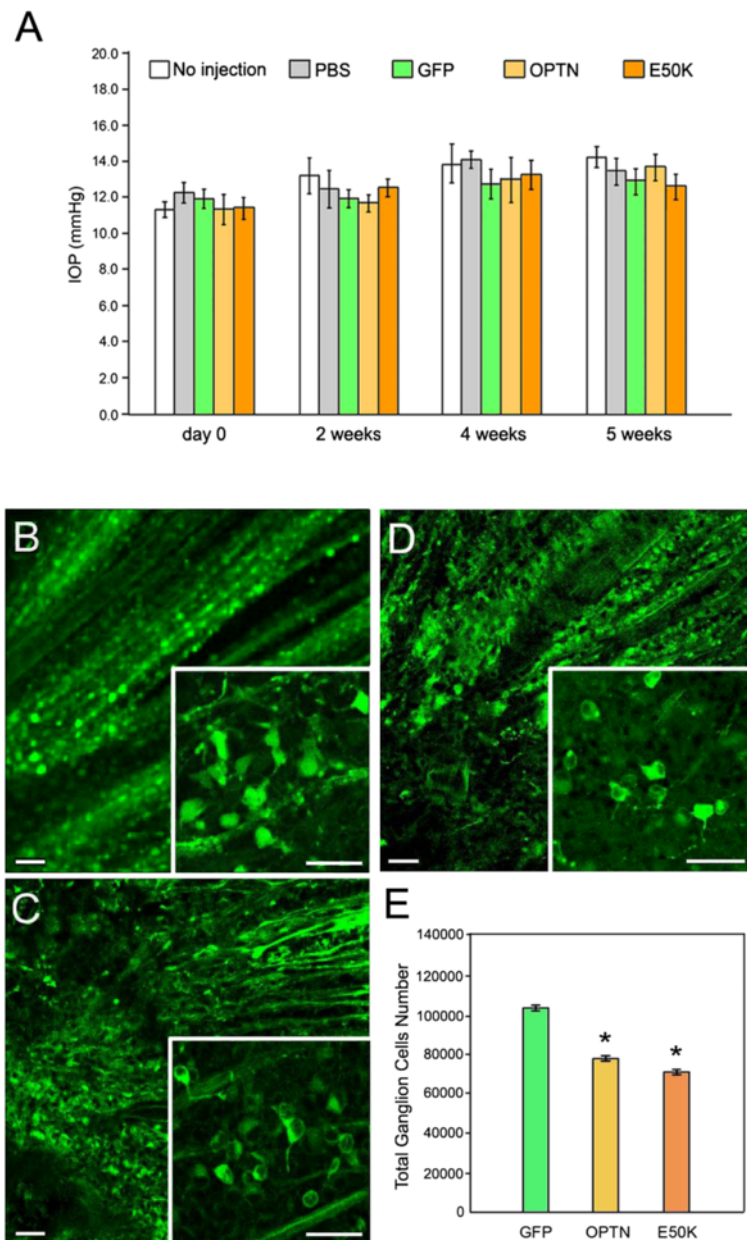 A
20.0
No injection PBS GFP OPTN E50K
18.0
16.0
14.0
12.0
10.0
8.0
6.0
4.0
2.0
0.0
IOP (mmHg)
day 0 2 weeks 4 weeks 5 weeks
B
D
C
E
140000
120000
100000
80000
60000
40000
20000
0
Total Ganglion Cells Number
* *
GFP OPTN E50K